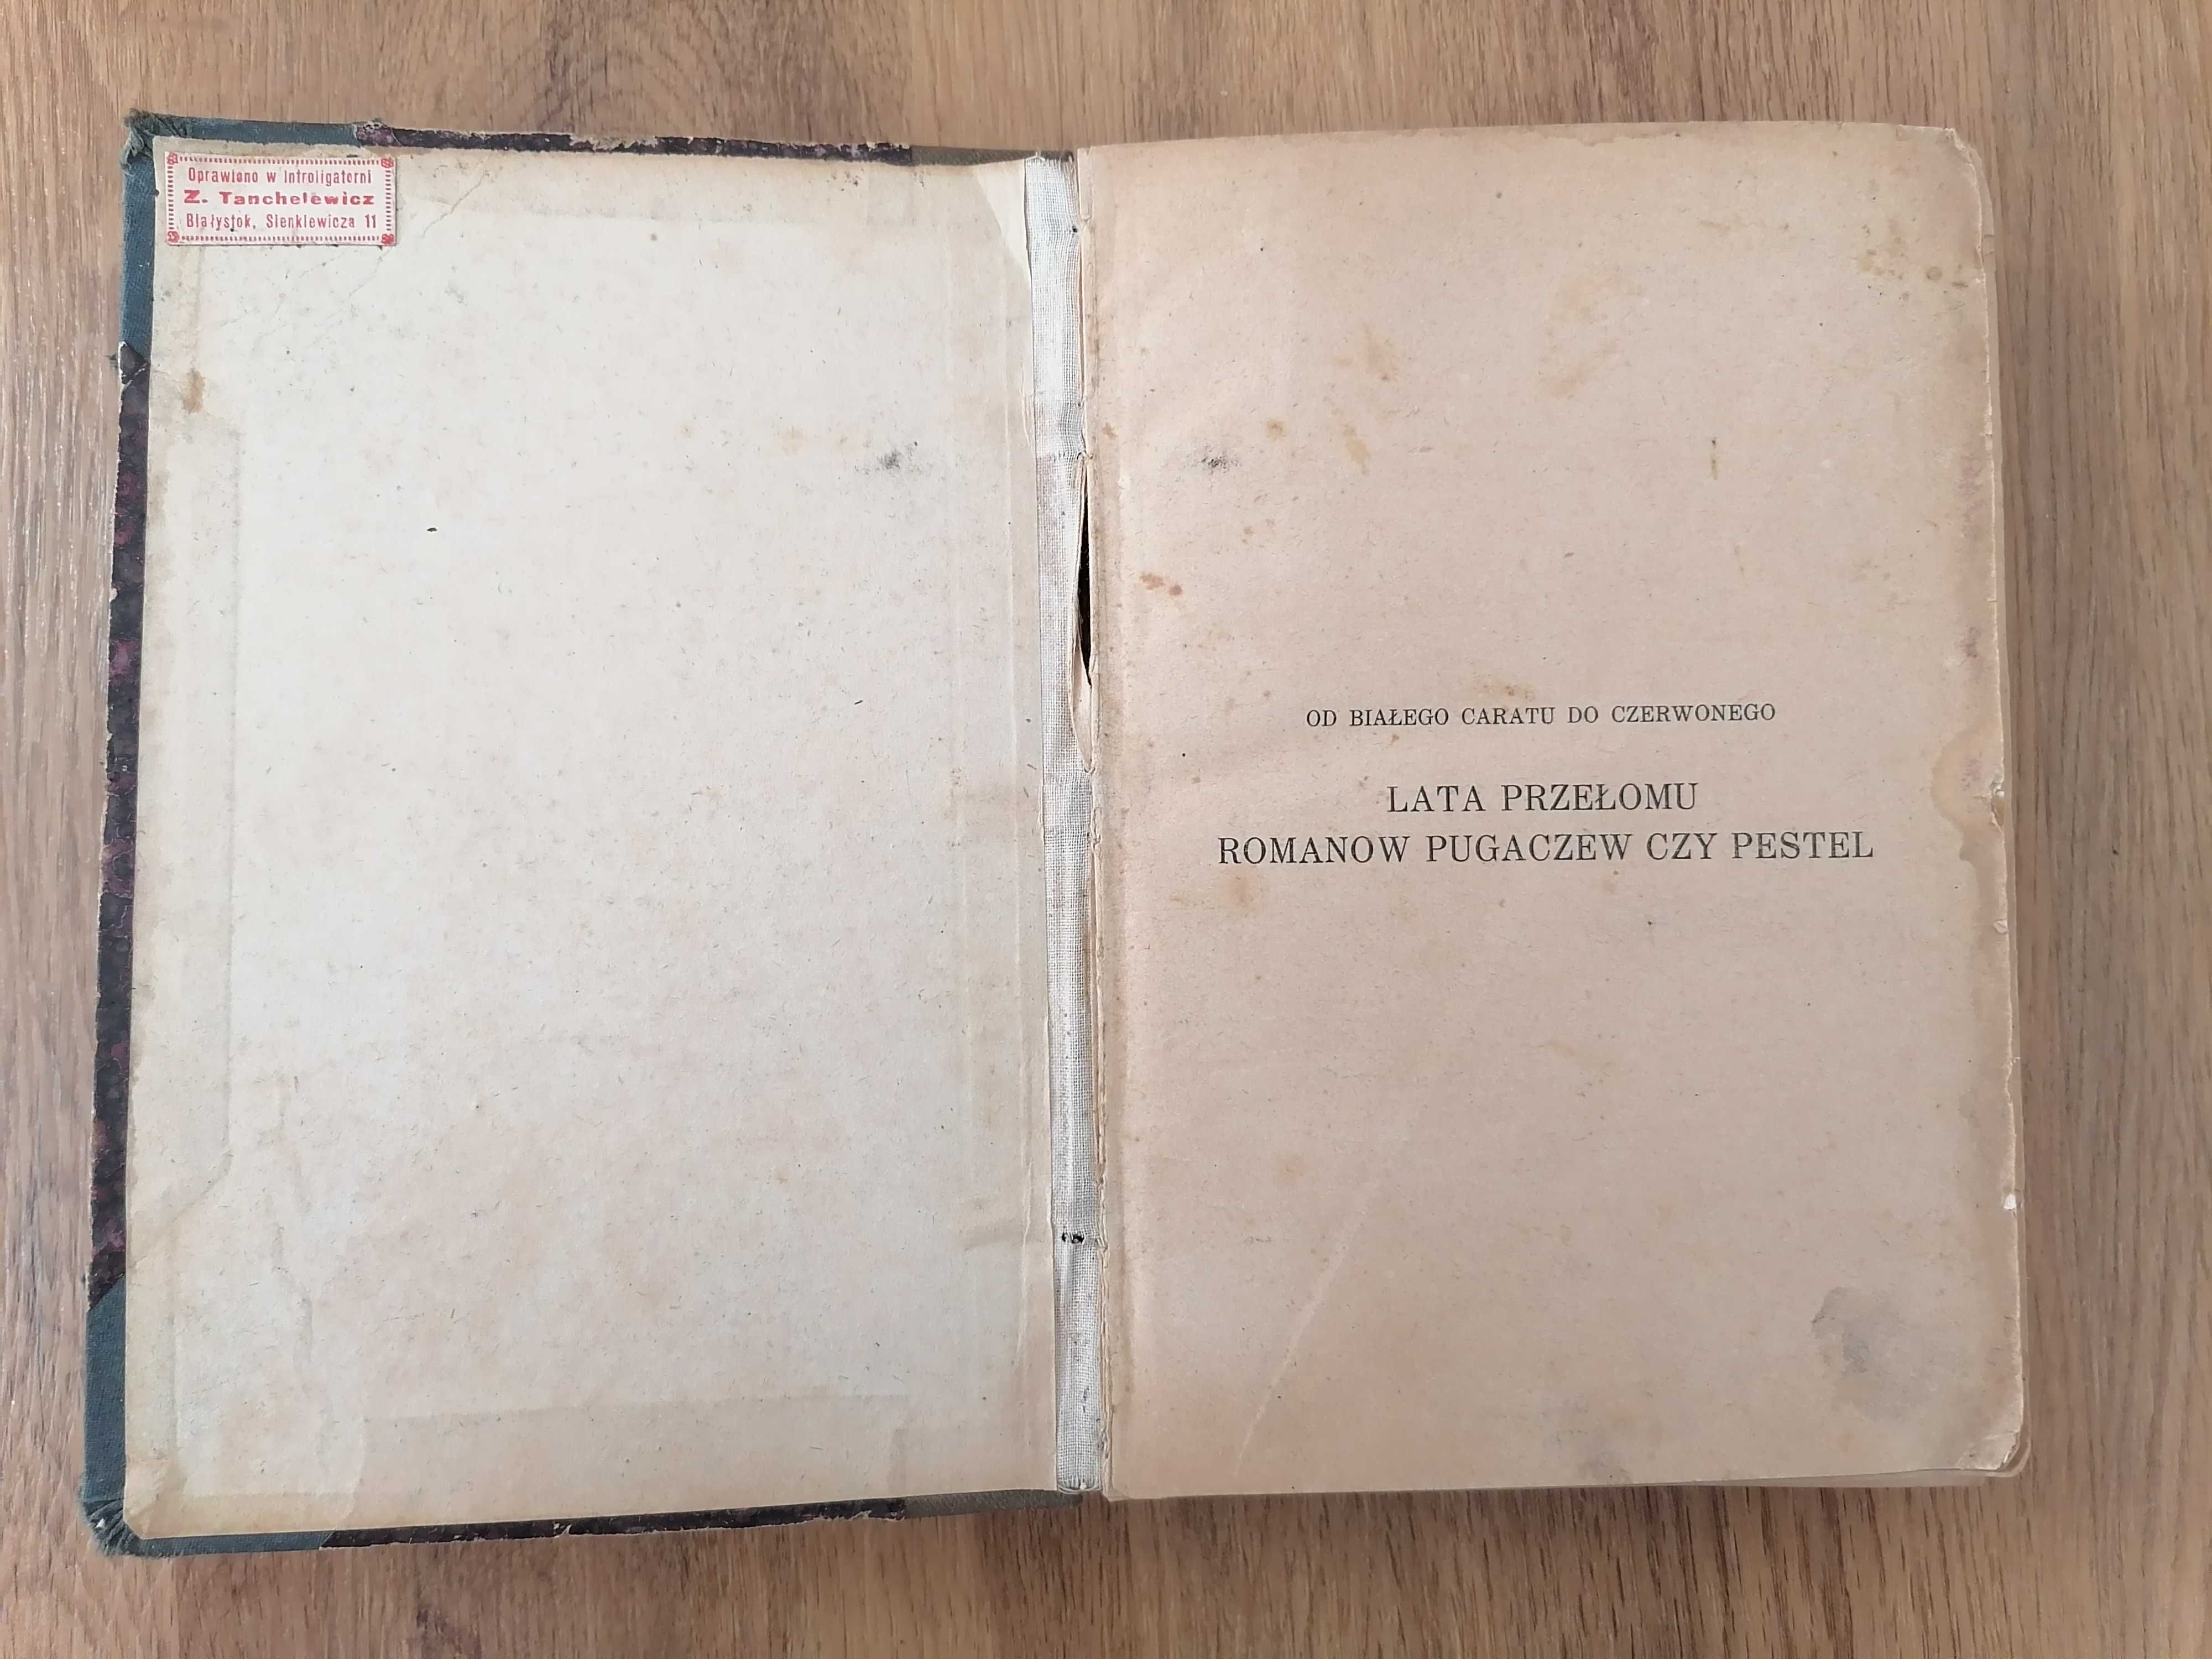 Oprawiono w Introligatorni
Z. Tanchelewicz
Białystok, Sienkiewicza 11
OD BIAŁEGO CARATU DO CZERWONEGO
LATA PRZEŁOMU
ROMANOW PUGACZEW CZY PESTEL